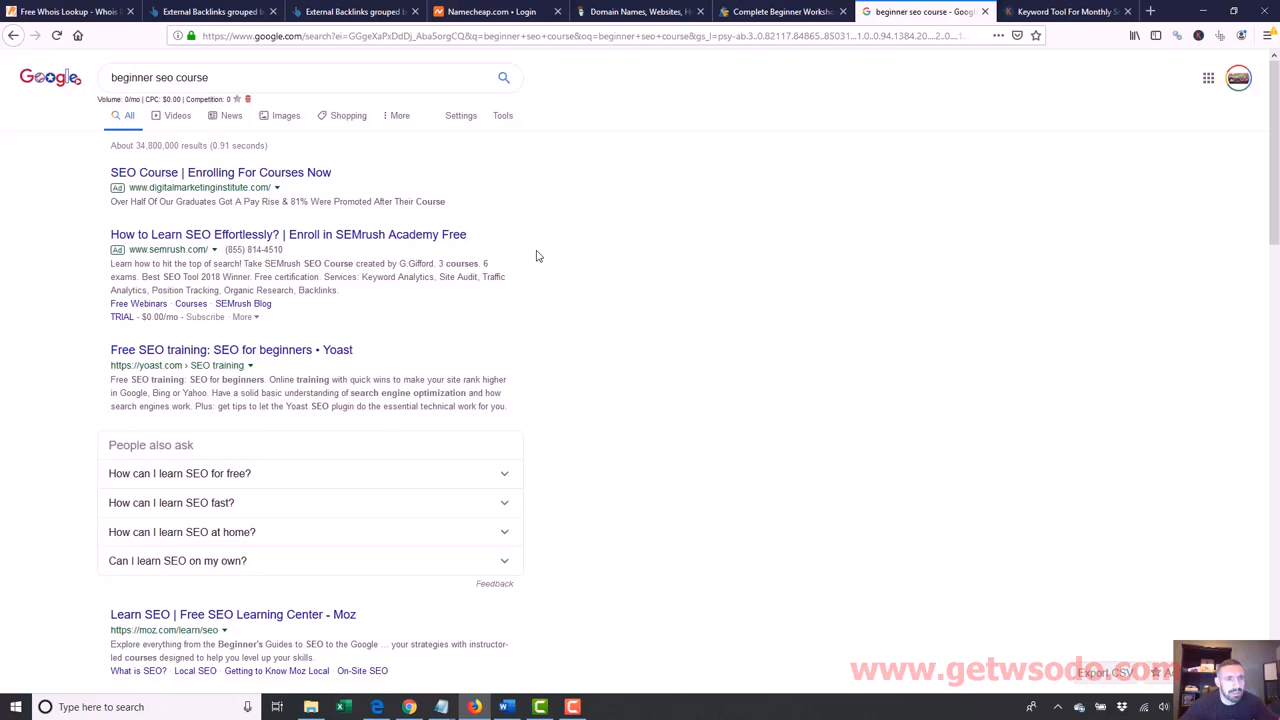 Free Whois Lookup - Whois I
External Backlinks grouped b
External Backlinks grouped b
Namecheap.com • Login
Domain Names, Websites, H
Complete Beginner Worksho
beginner seo course - Google
Keyword Tool For Monthly S
https://www.google.com/search?ei=GGgeXaPxDdDj_Aba5orgCQ&q=beginner+seo+course&oq=beginner+seo+course&gs_l=psy-ab.3..0.82117.84865..85031...1.0..0.94.1384.20......0....1..
Google
beginner seo course
Volume: 0/mo | CPC: $0.00 | Competition: 0
All
Videos
News
Images
Shopping
More
Settings
Tools
About 34,800,000 results (0.91 seconds)
SEO Course | Enrolling For Courses Now
Ad www.digitalmarketinginstitute.com/
Over Half Of Our Graduates Got A Pay Rise & 81% Were Promoted After Their Course
How to Learn SEO Effortlessly? | Enroll in SEMrush Academy Free
Ad www.semrush.com/ (855) 814-4510
Learn how to hit the top of search! Take SEMrush SEO Course created by G.Gifford. 3 courses. 6
exams. Best SEO Tool 2018 Winner. Free certification. Services: Keyword Analytics, Site Audit, Traffic
Analytics, Position Tracking, Organic Research, Backlinks.
Free Webinars · Courses · SEMrush Blog
TRIAL - $0.00/mo - Subscribe · More
Free SEO training: SEO for beginners • Yoast
https://yoast.com › SEO training
Free SEO training: SEO for beginners. Online training with quick wins to make your site rank higher
in Google, Bing or Yahoo. Have a solid basic understanding of search engine optimization and how
search engines work. Plus: get tips to let the Yoast SEO plugin do the essential technical work for you.
People also ask
How can I learn SEO for free?
How can I learn SEO fast?
How can I learn SEO at home?
Can I learn SEO on my own?
Feedback
Learn SEO | Free SEO Learning Center - Moz
https://moz.com/learn/seo
Explore everything from the Beginner's Guides to SEO to the Google ... your strategies with instructor-
led courses designed to help you level up your skills.
What is SEO? · Local SEO · Getting to Know Moz Local · On-Site SEO
www.getwsodo.com
Export CSV
Type here to search